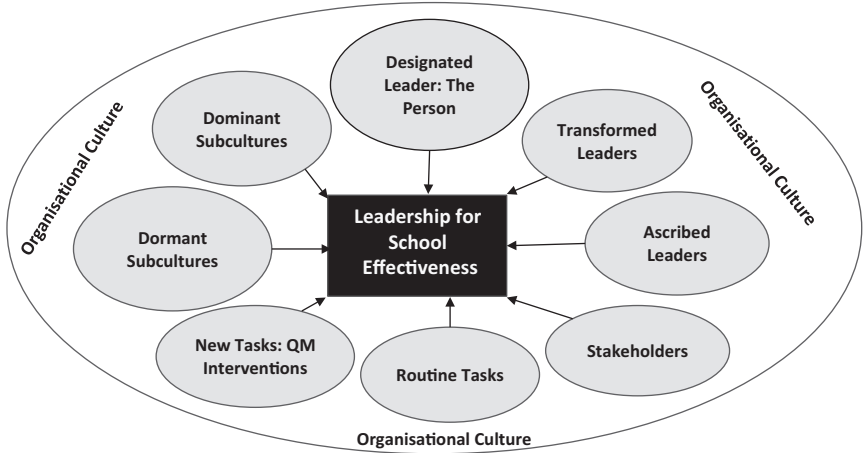 Designated
Leader: The
Person
Dominant
Subcultures
Transformed
Leaders
Organisational Culture
Organisational Culture
Leadership for
School
Effectiveness
Dormant
Subcultures
Ascribed
Leaders
New Tasks: QM
Interventions
Routine Tasks
Stakeholders
Organisational Culture